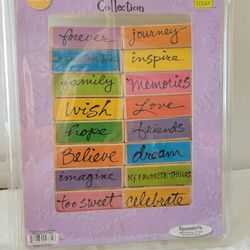 Collection
forever journey
inspire
family Memories
Wish Love
hope friends
Believe dream
imagine MY FAVORITE THINGS
too sweet celebrate